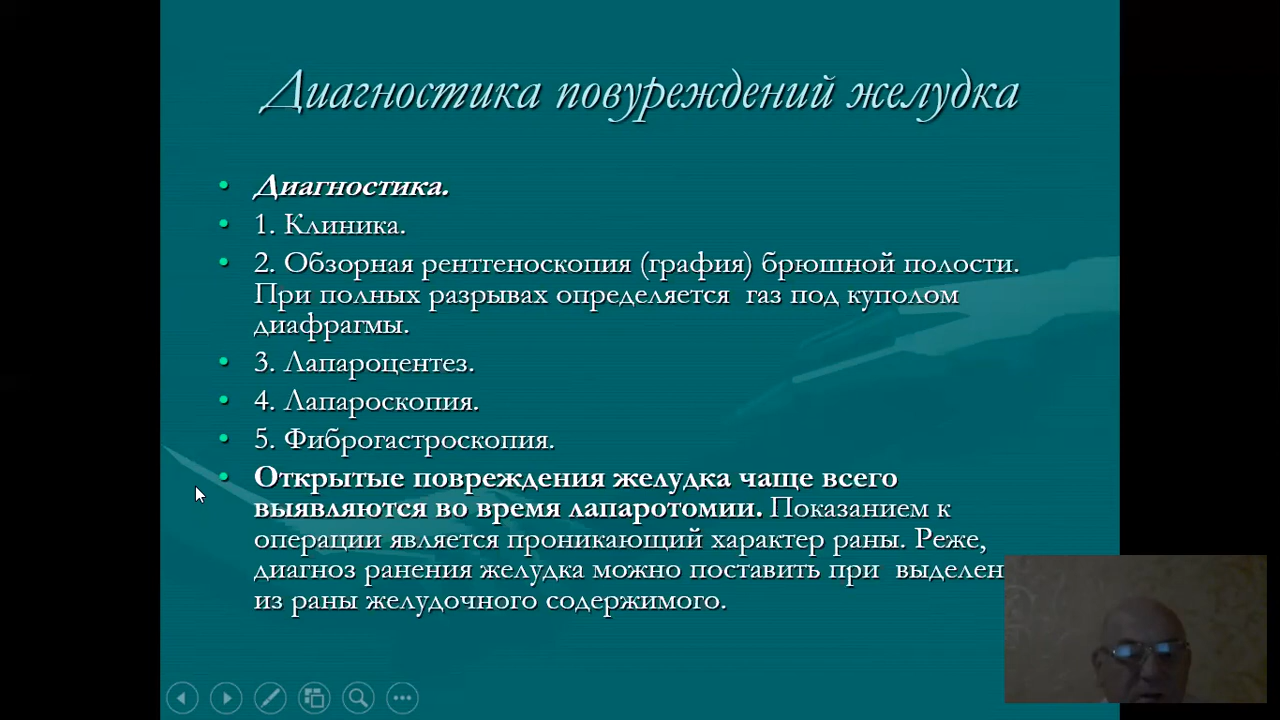 Диагностика повуреждений желудка
Диагностика.
1. Клиника.
2. Обзорная рентгеноскопия (графия) брюшной полости.
При полных разрывах определяется газ под куполом
диафрагмы.
3. Лапароцентез.
4. Лапароскопия.
5. Фиброгастроскопия.
Открытые повреждения желудка чаще всего
выявляются во время лапаротомии. Показанием к
операции является проникающий характер раны. Реже,
диагноз ранения желудка можно поставить при
из раны желудочного содержимого.